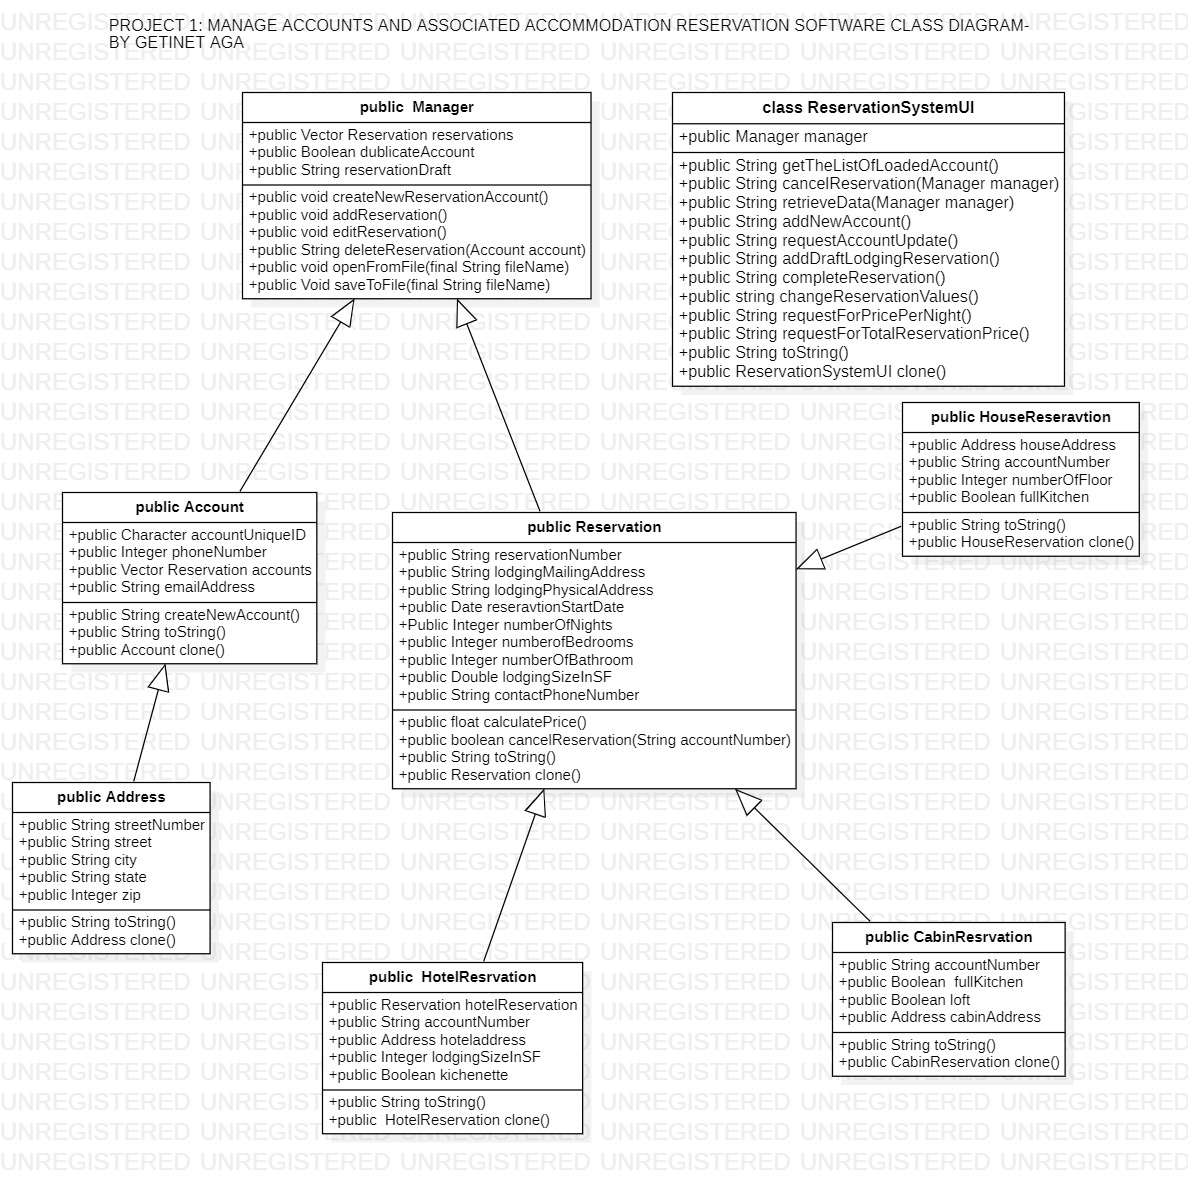 PROJECT 1: MANAGE ACCOUNTS AND ASSOCIATED ACCOMMODATION RESERVATION SOFTWARE CLASS DIAGRAM-
BY GETINET AGA
public  Manager
+public Vector Reservation reservations
+public Boolean dublicateAccount
+public String reservationDraft
+public void createNewReservationAccount()
+public void addReservation()
+public void editReservation()
+public String deleteReservation(Account account)
+public void openFromFile(final String fileName)
+public Void saveToFile(final String fileName)
class ReservationSystemUI
+public Manager manager
+public String getTheListOfLoadedAccount()
+public String cancelReservation(Manager manager)
+public String retrieveData(Manager manager)
+public String addNewAccount()
+public String requestAccountUpdate()
+public String addDraftLodgingReservation()
+public String completeReservation()
+public string changeReservationValues()
+public String requestForPricePerNight()
+public String requestForTotalReservationPrice()
+public String toString()
+public ReservationSystemUI clone()
public HouseReseravtion
+public Address houseAddress
+public String accountNumber
+public Integer numberOfFloor
+public Boolean fullKitchen
+public String toString()
+public HouseReservation clone()
public Account
+public Character accountUniqueID
+public Integer phoneNumber
+public Vector Reservation accounts
+public String emailAddress
+public String createNewAccount()
+public String toString()
+public Account clone()
public Reservation
+public String reservationNumber
+public String lodgingMailingAddress
+public String lodgingPhysicalAddress
+public Date reseravtionStartDate
+Public Integer numberOfNights
+public Integer numberofBedrooms
+public Integer numberOfBathroom
+public Double lodgingSizeInSF
+public String contactPhoneNumber
+public float calculatePrice()
+public boolean cancelReservation(String accountNumber)
+public String toString()
+public Reservation clone()
public Address
+public String streetNumber
+public String street
+public String city
+public String state
+public Integer zip
+public String toString()
+public Address clone()
public  HotelResrvation
+public Reservation hotelReservation
+public String accountNumber
+public Address hoteladdress
+public Integer lodgingSizeInSF
+public Boolean kichenette
+public String toString()
+public  HotelReservation clone()
public CabinResrvation
+public String accountNumber
+public Boolean  fullKitchen
+public Boolean loft
+public Address cabinAddress
+public String toString()
+public CabinReservation clone()